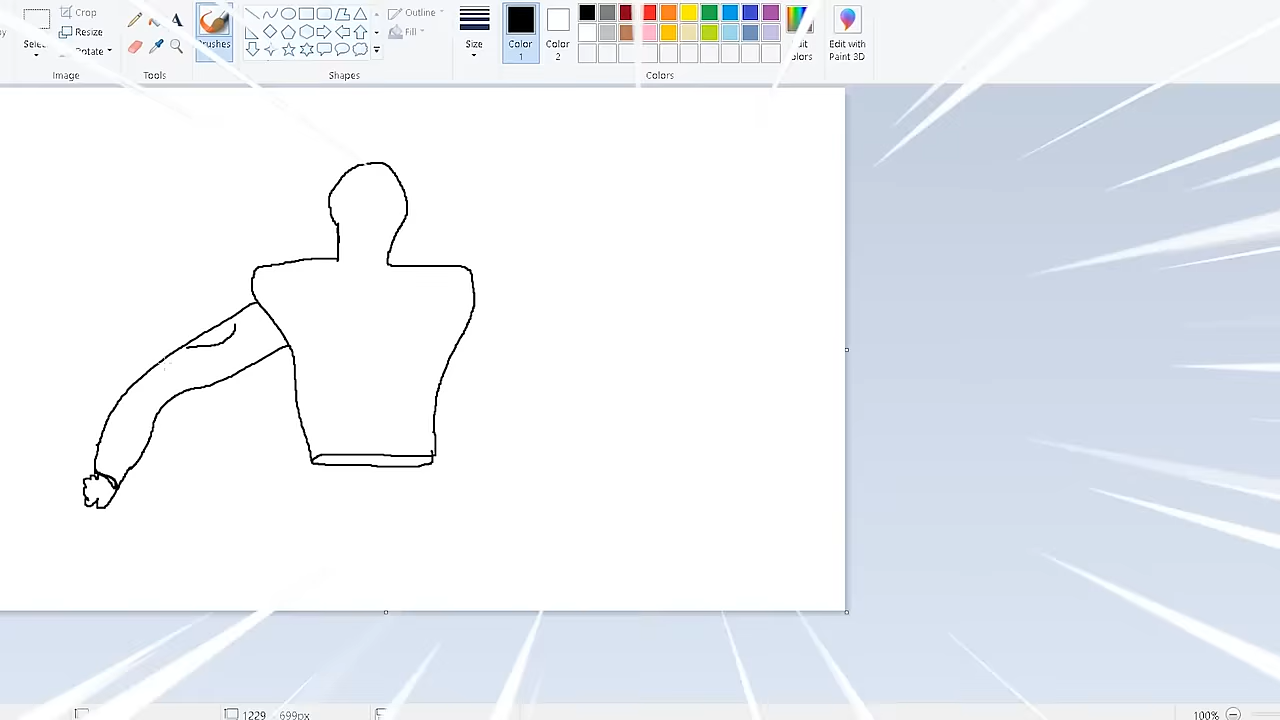 Crop
Resize
Rotate
A
Brushes
Outline
Fill
Size
Color
1
Color
2
Edit with
Paint 3D
Image
Tools
Shapes
Colors
1229
699px
100%